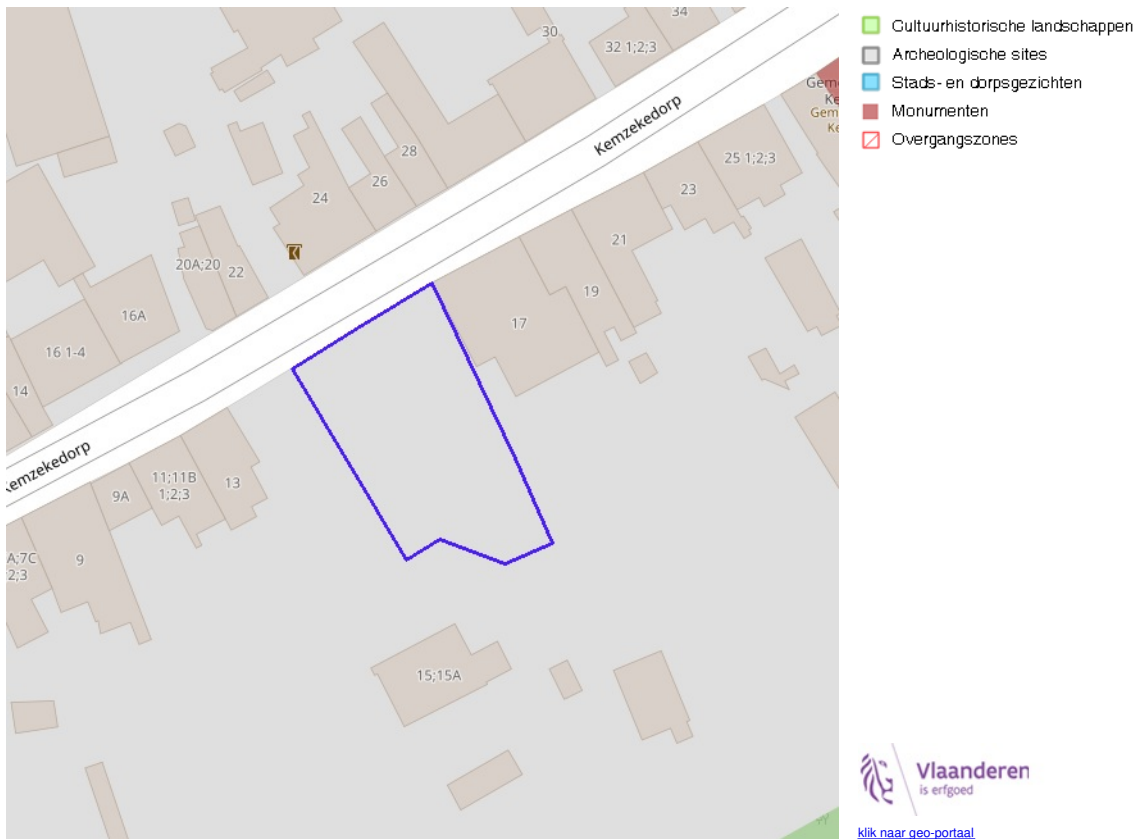 34
30
32 1;2;3
Kemzekedorp
28
26
24
25 1;2;3
23
21
20A;20
22
19
16A
17
16 1-4
14
Kemzekedorp
11;11B
1;2;3
13
9A
9
15;15A
Cultuurhistorische landschappen
Archeologische sites
Stads- en dorpsgezichten
Monumenten
Overgangszones
Vlaanderen
is erfgoed
klik naar geo-portaal